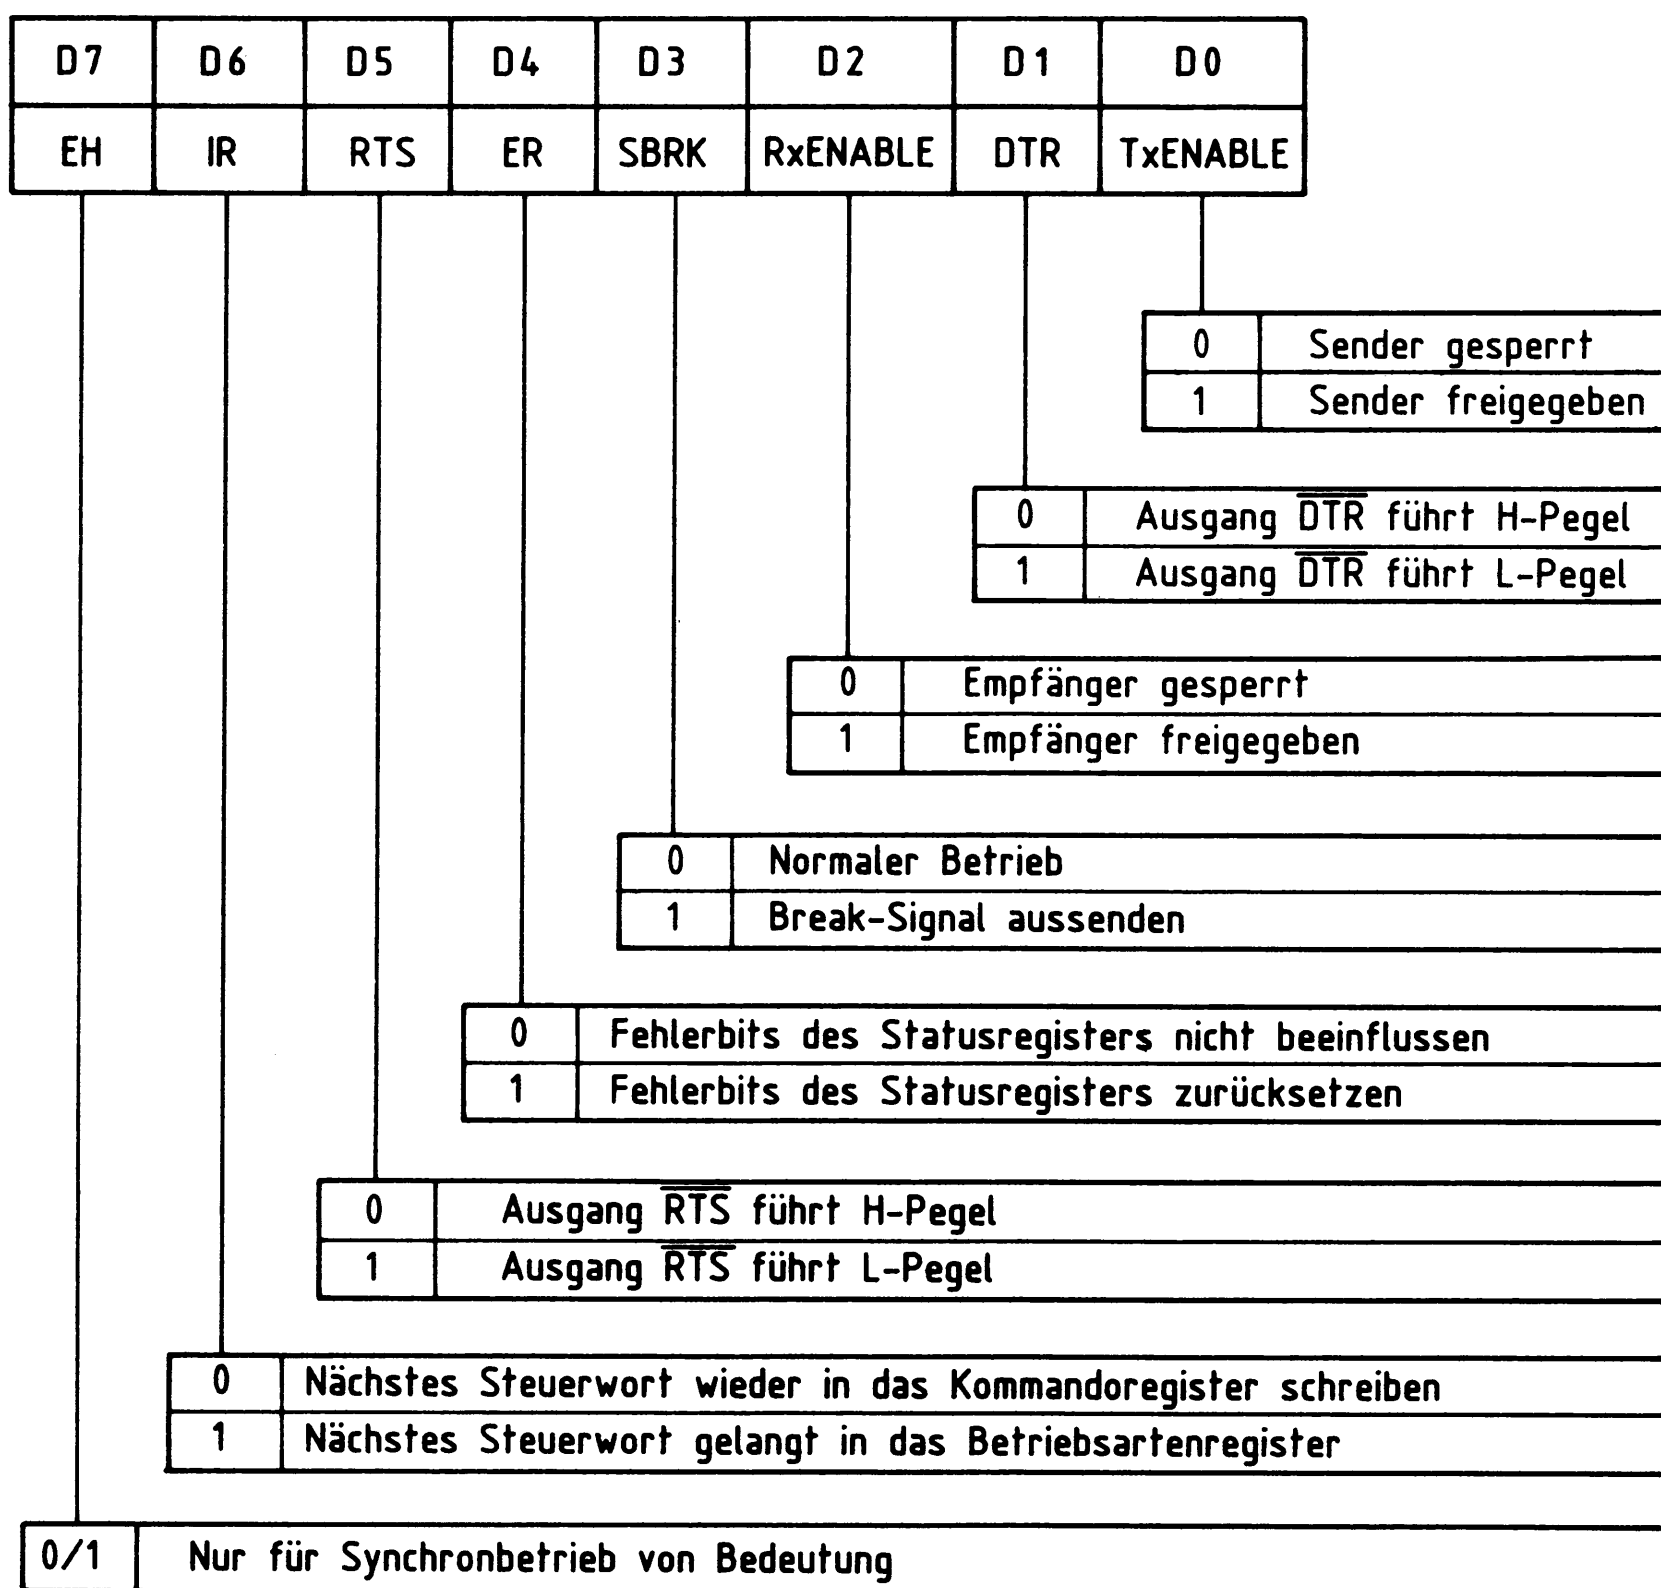 D7 D6 D5 D4 D3 D2 D1 D0
EH IR RTS ER SBRK RxENABLE DTR TxENABLE
0 Sender gesperrt
1 Sender freigegeben
0 Ausgang D̅T̅R̅ führt H-Pegel
1 Ausgang D̅T̅R̅ führt L-Pegel
0 Empfänger gesperrt
1 Empfänger freigegeben
0 Normaler Betrieb
1 Break-Signal aussenden
0 Fehlerbits des Statusregisters nicht beeinflussen
1 Fehlerbits des Statusregisters zurücksetzen
0 Ausgang R̅T̅S̅ führt H-Pegel
1 Ausgang R̅T̅S̅ führt L-Pegel
0 Nächstes Steuerwort wieder in das Kommandoregister schreiben
1 Nächstes Steuerwort gelangt in das Betriebsartenregister
0/1 Nur für Synchronbetrieb von Bedeutung